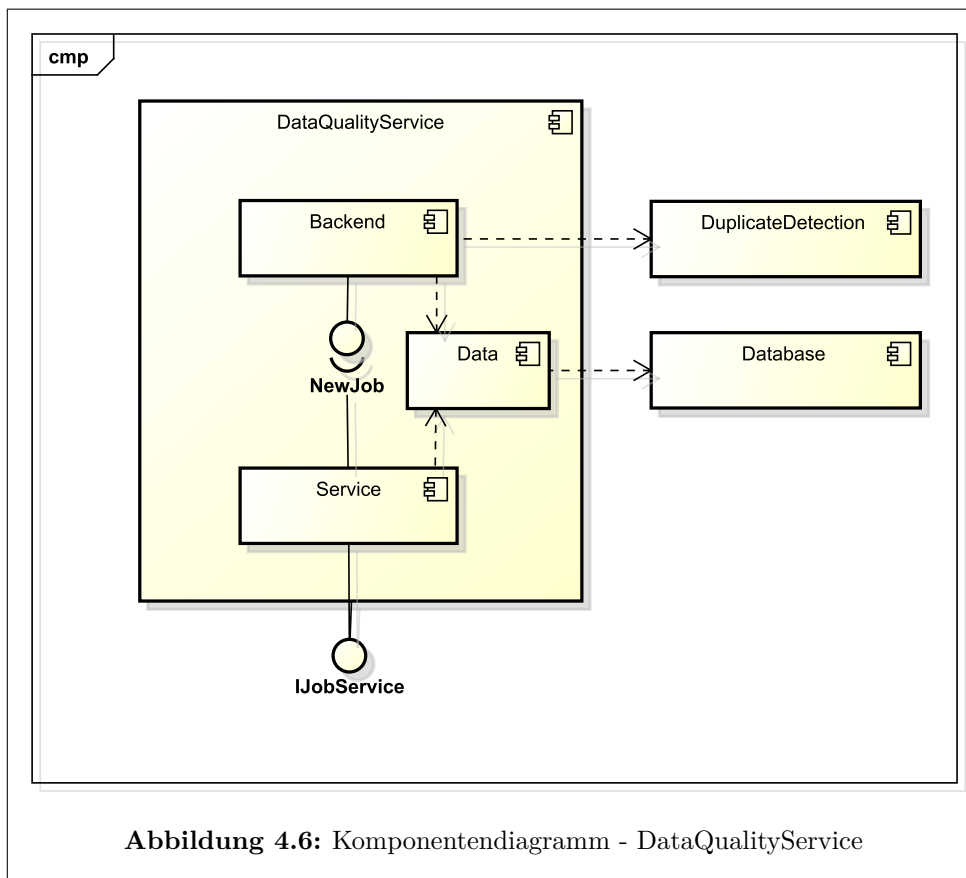 cmp
DataQualityService
Backend
DuplicateDetection
NewJob
Data
Database
Service
IJobService
Abbildung 4.6: Komponentendiagramm - DataQualityService